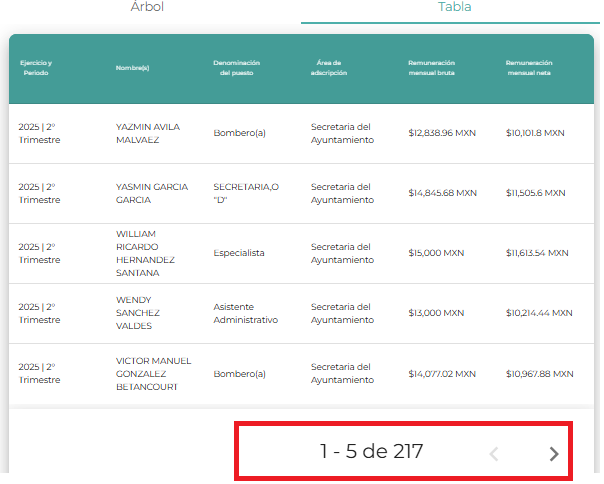 Árbol
Tabla
Ejercicio y
Periodo
Nombre(s)
Denominación
del puesto
Área de
adscripción
Remuneración
mensual bruta
Remuneración
mensual neta
2025 | 2°
Trimestre
YAZMIN AVILA
MALVAEZ
Bombero(a)
Secretaria del
Ayuntamiento
$12,838.96 MXN
$10,101.8 MXN
2025 | 2°
Trimestre
YASMIN GARCIA
GARCIA
SECRETARIA,O
"D"
Secretaria del
Ayuntamiento
$14,845.68 MXN
$11,505.6 MXN
2025 | 2°
Trimestre
WILLIAM
RICARDO
HERNANDEZ
SANTANA
Especialista
Secretaria del
Ayuntamiento
$15,000 MXN
$11,613.54 MXN
2025 | 2°
Trimestre
WENDY
SANCHEZ
VALDES
Asistente
Administrativo
Secretaria del
Ayuntamiento
$13,000 MXN
$10,214.44 MXN
2025 | 2°
Trimestre
VICTOR MANUEL
GONZALEZ
BETANCOURT
Bombero(a)
Secretaria del
Ayuntamiento
$14,077.02 MXN
$10,967.88 MXN
1 - 5 de 217